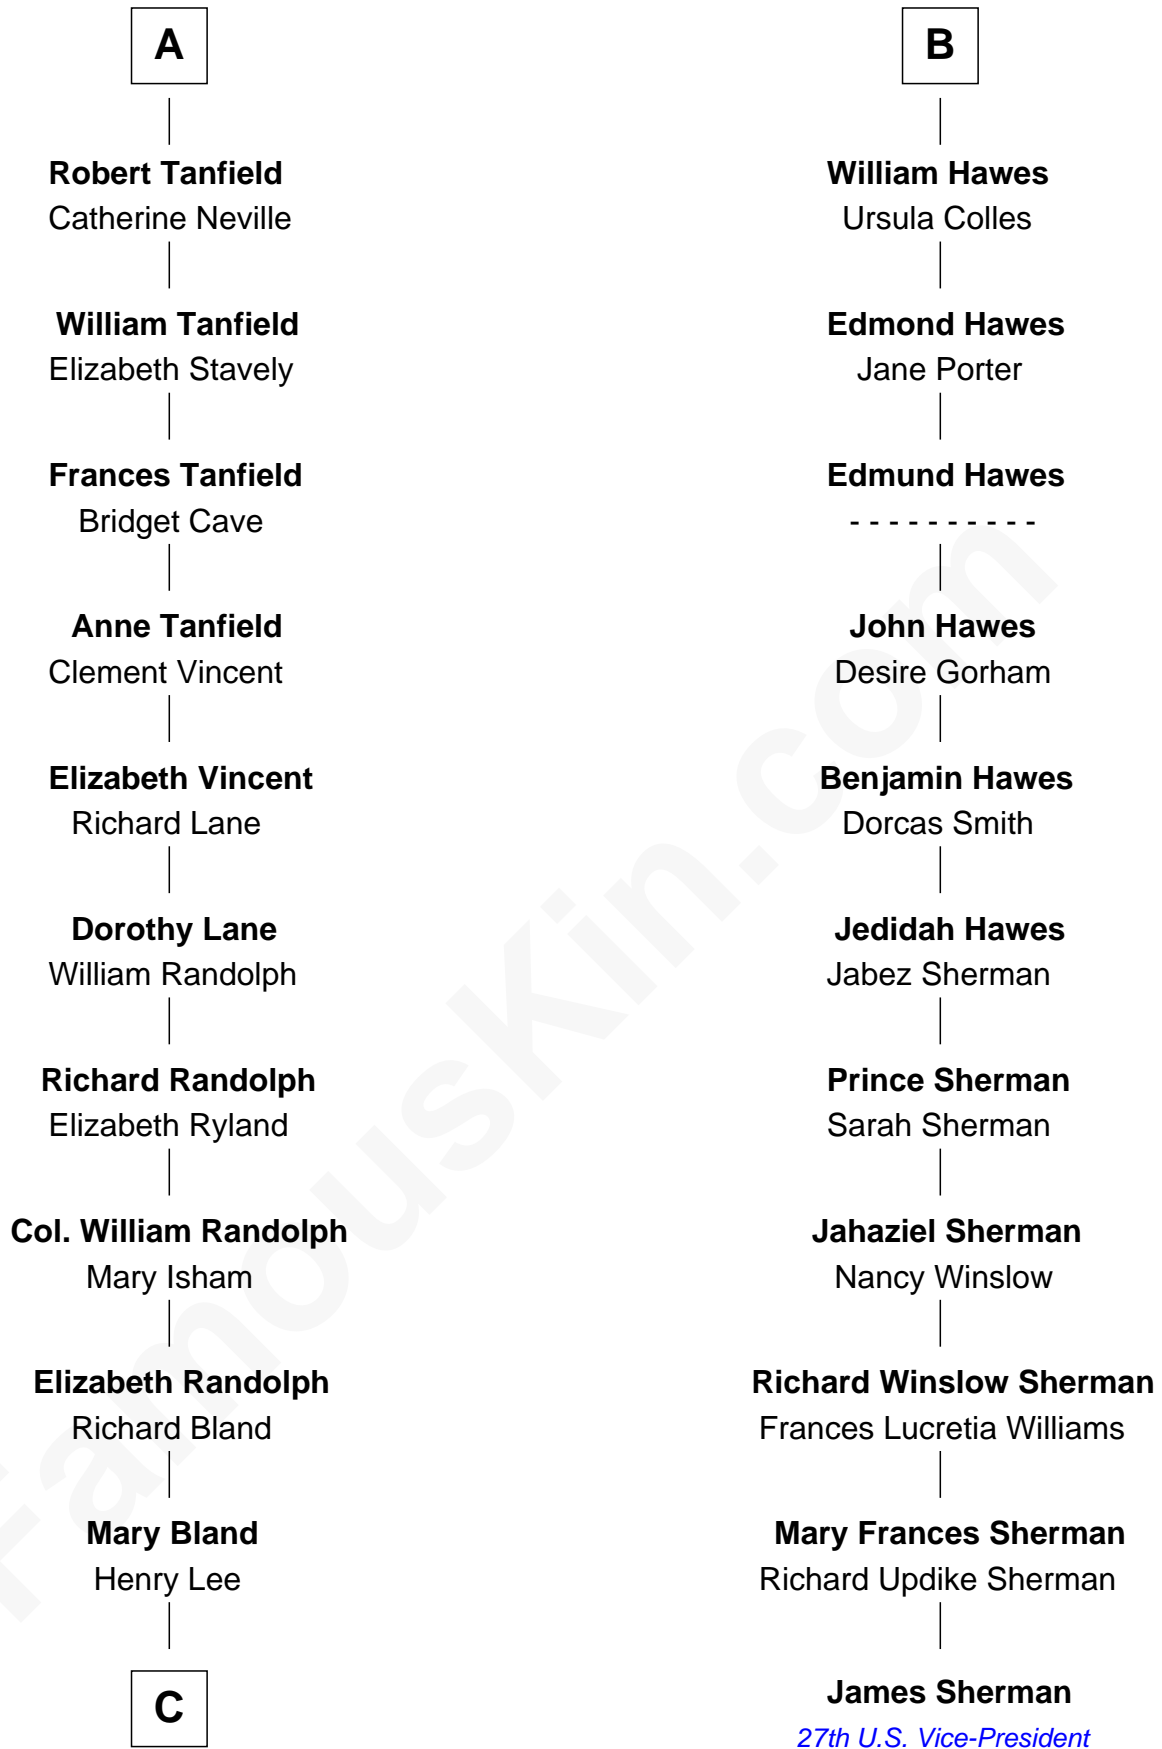 A
Robert Tanfield
Catherine Neville
William Tanfield
Elizabeth Stavely
Frances Tanfield
Bridget Cave
Anne Tanfield
Clement Vincent
Elizabeth Vincent
Richard Lane
Dorothy Lane
William Randolph
Richard Randolph
Elizabeth Ryland
Col. William Randolph
Mary Isham
Elizabeth Randolph
Richard Bland
Mary Bland
Henry Lee
C
B
William Hawes
Ursula Colles
Edmond Hawes
Jane Porter
Edmund Hawes
- - - - - - - - - -
John Hawes
Desire Gorham
Benjamin Hawes
Dorcas Smith
Jedidah Hawes
Jabez Sherman
Prince Sherman
Sarah Sherman
Jahaziel Sherman
Nancy Winslow
Richard Winslow Sherman
Frances Lucretia Williams
Mary Frances Sherman
Richard Updike Sherman
James Sherman
27th U.S. Vice-President
FamousKin.com